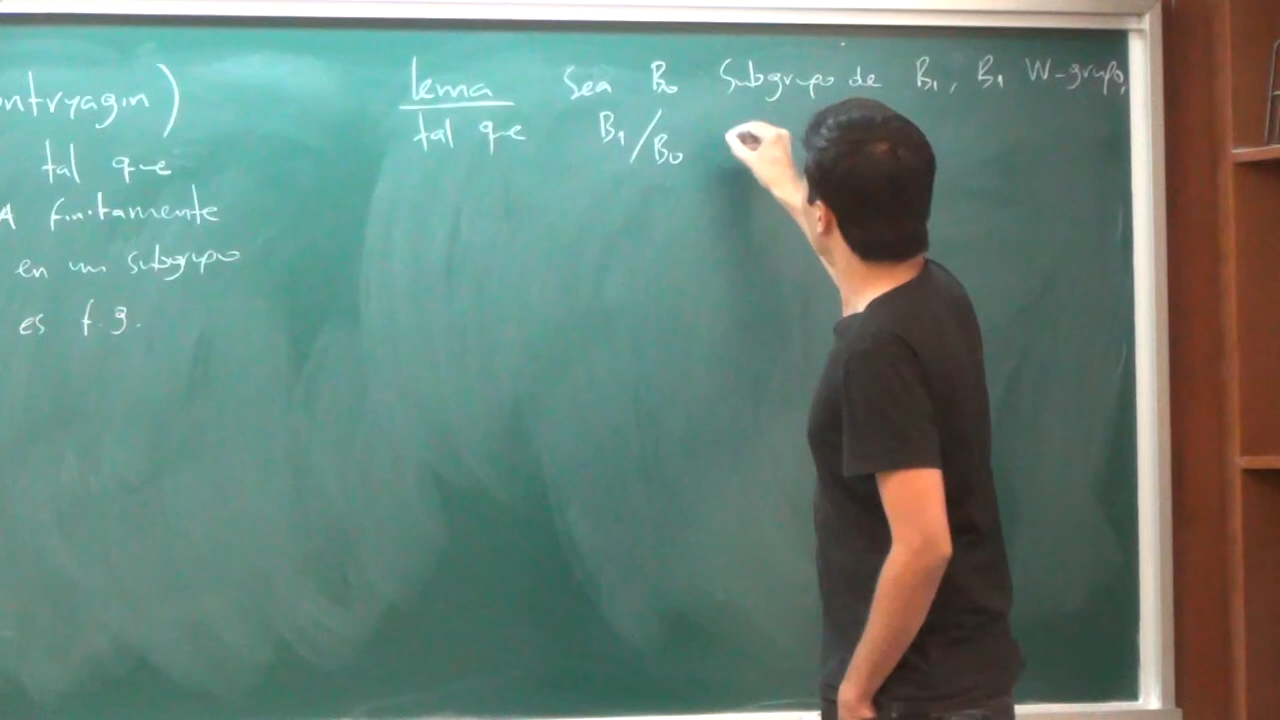 ontryagin)
tal que
A finitamente
en un subgrupo
es f.g.
lema Sea B₀ Subgrupo de B₁, B₁ W-grupo,
tal que B₁/B₀